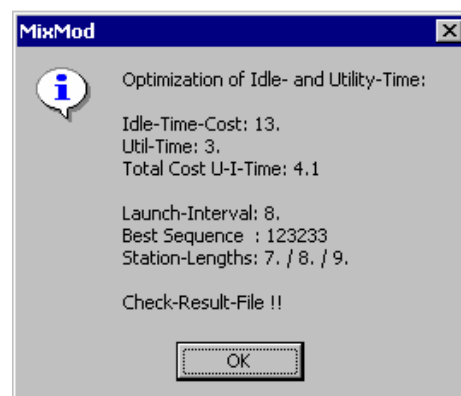 MixMod
Optimization of Idle- and Utility-Time:
Idle-Time-Cost: 13.
Util-Time: 3.
Total Cost U-I-Time: 4.1
Launch-Interval: 8.
Best Sequence  : 123233
Station-Lengths: 7. / 8. / 9.
Check-Result-File !!
OK